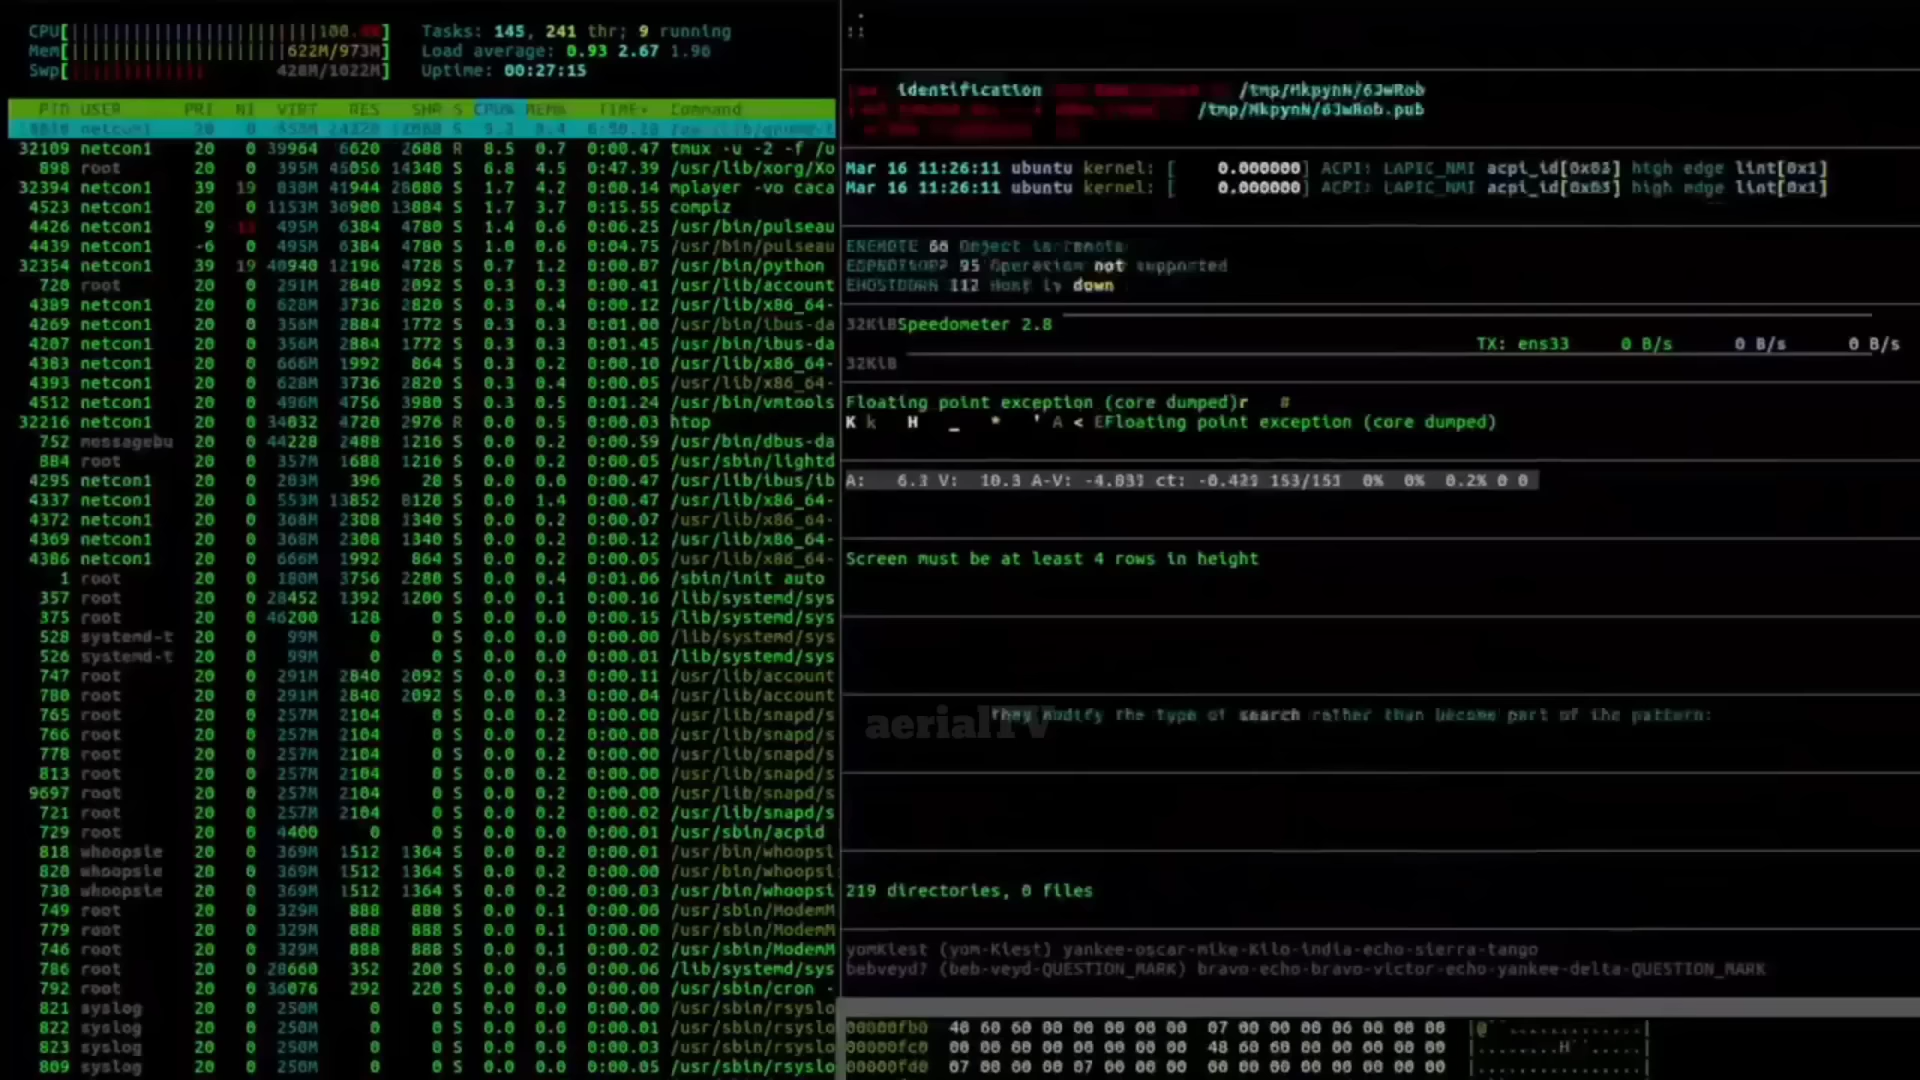 CPU[ 100.0%]
Mem[ 622M/973M]
Swp[ 428M/1022M]
Tasks: 145, 241 thr; 9 running
Load average: 0.93 2.67 1.96
Uptime: 00:27:15
PID USER PRI NI VIRT RES SHR S CPU% MEM% TIME+ Command
netcon1 20 0
32109 netcon1 20 0 39964 6620 2688 R 8.5 0.7 0:00.47 tmux -u -2 -f /u
898 root 20 0 395M 45056 14348 S 6.8 4.5 0:47.39 /usr/lib/xorg/Xo
32394 netcon1 39 19 838M 41944 28080 S 1.7 4.2 0:00.14 mplayer -vo caca
4523 netcon1 20 0 1153M 36900 13884 S 1.7 3.7 0:15.55 compiz
4426 netcon1 9 495M 6384 4780 S 1.4 0.6 0:06.25 /usr/bin/pulseau
4439 netcon1 -6 0 495M 6384 4780 S 1.0 0.6 0:04.75 /usr/bin/pulseau
32354 netcon1 39 19 40940 12196 4728 S 0.7 1.2 0:00.87 /usr/bin/python
720 root 20 0 291M 2840 2092 S 0.3 0.3 0:00.41 /usr/lib/account
4389 netcon1 20 0 628M 3736 2820 S 0.3 0.4 0:00.12 /usr/lib/x86_64-
4269 netcon1 20 0 356M 2884 1772 S 0.3 0.3 0:01.00 /usr/bin/ibus-da
4207 netcon1 20 0 356M 2884 1772 S 0.3 0.3 0:01.45 /usr/bin/ibus-da
4383 netcon1 20 0 666M 1992 864 S 0.3 0.2 0:00.10 /usr/lib/x86_64-
4393 netcon1 20 0 628M 3736 2820 S 0.3 0.4 0:00.05 /usr/lib/x86_64-
4512 netcon1 20 0 496M 4756 3980 S 0.3 0.5 0:01.24 /usr/bin/vmtools
32216 netcon1 20 0 34032 4720 2976 R 0.0 0.5 0:00.03 htop
752 messagebu 20 0 44228 2488 1216 S 0.0 0.2 0:00.59 /usr/bin/dbus-da
884 root 20 0 357M 1688 1216 S 0.0 0.2 0:00.05 /usr/sbin/lightd
4295 netcon1 20 0 203M 396 28 S 0.0 0.0 0:00.47 /usr/lib/ibus/ib
4337 netcon1 20 0 553M 13852 8128 S 0.0 1.4 0:00.47 /usr/lib/x86_64-
4372 netcon1 20 0 368M 2308 1340 S 0.0 0.2 0:00.07 /usr/lib/x86_64-
4369 netcon1 20 0 368M 2308 1340 S 0.0 0.2 0:00.12 /usr/lib/x86_64-
4386 netcon1 20 0 666M 1992 864 S 0.0 0.2 0:00.05 /usr/lib/x86_64-
1 root 20 0 180M 3756 2280 S 0.0 0.4 0:01.06 /sbin/init auto
357 root 20 0 28452 1392 1200 S 0.0 0.1 0:00.16 /lib/systemd/sys
375 root 20 0 46200 128 0 S 0.0 0.0 0:00.15 /lib/systemd/sys
528 systemd-t 20 0 99M 0 0 S 0.0 0.0 0:00.00 /lib/systemd/sys
526 systemd-t 20 0 99M 0 0 S 0.0 0.0 0:00.01 /lib/systemd/sys
747 root 20 0 291M 2840 2092 S 0.0 0.3 0:00.11 /usr/lib/account
780 root 20 0 291M 2840 2092 S 0.0 0.3 0:00.04 /usr/lib/account
765 root 20 0 257M 2104 0 S 0.0 0.2 0:00.00 /usr/lib/snapd/s
766 root 20 0 257M 2104 0 S 0.0 0.2 0:00.00 /usr/lib/snapd/s
778 root 20 0 257M 2104 0 S 0.0 0.2 0:00.00 /usr/lib/snapd/s
813 root 20 0 257M 2104 0 S 0.0 0.2 0:00.00 /usr/lib/snapd/s
9697 root 20 0 257M 2104 0 S 0.0 0.2 0:00.00 /usr/lib/snapd/s
721 root 20 0 257M 2104 0 S 0.0 0.2 0:00.02 /usr/lib/snapd/s
729 root 20 0 4400 0 0 S 0.0 0.0 0:00.01 /usr/sbin/acpid
818 whoopsie 20 0 369M 1512 1364 S 0.0 0.2 0:00.01 /usr/bin/whoopsi
820 whoopsie 20 0 369M 1512 1364 S 0.0 0.2 0:00.00 /usr/bin/whoopsi
730 whoopsie 20 0 369M 1512 1364 S 0.0 0.2 0:00.03 /usr/bin/whoopsi
749 root 20 0 329M 888 888 S 0.0 0.1 0:00.00 /usr/sbin/ModemM
779 root 20 0 329M 888 888 S 0.0 0.1 0:00.00 /usr/sbin/ModemM
746 root 20 0 329M 888 888 S 0.0 0.1 0:00.02 /usr/sbin/ModemM
786 root 20 0 28660 352 200 S 0.0 0.0 0:00.06 /lib/systemd/sys
792 root 20 0 36076 292 220 S 0.0 0.0 0:00.00 /usr/sbin/cron -
821 syslog 20 0 250M 0 0 S 0.0 0.0 0:00.00 /usr/sbin/rsyslo
822 syslog 20 0 250M 0 0 S 0.0 0.0 0:00.01 /usr/sbin/rsyslo
823 syslog 20 0 250M 0 0 S 0.0 0.0 0:00.03 /usr/sbin/rsyslo
809 syslog 20 0 250M 0 0 S 0.0 0.0 0:00.05 /usr/sbin/rsyslo
identification /tmp/MkpynN/6JwRob
/tmp/MkpynN/6JwRob.pub
Mar 16 11:26:11 ubuntu kernel: [ 0.000000] ACPI: LAPIC_NMI acpi_id[0x03] high edge lint[0x1]
Mar 16 11:26:11 ubuntu kernel: [ 0.000000] ACPI: LAPIC_NMI acpi_id[0x03] high edge lint[0x1]
EREMOTE 66 Object is remote
EOPNOTSUPP 95 Operation not supported
EHOSTDOWN 112 Host is down
32KiBSpeedometer 2.8
TX: ens33 0 B/s 0 B/s 0 B/s
32KiB
Floating point exception (core dumped)r #
K k H _ * ' A < EFloating point exception (core dumped)
A: 6.3 V: 10.3 A-V: -4.033 ct: -0.423 153/151 0% 0% 0.2% 0 0
Screen must be at least 4 rows in height
aerialTV
They modify the type of search rather than become part of the pattern:
219 directories, 0 files
yomKiest (yom-Kiest) yankee-oscar-mike-Kilo-india-echo-sierra-tango
bebveyd? (beb-veyd-QUESTION_MARK) bravo-echo-bravo-victor-echo-yankee-delta-QUESTION_MARK
00000fb0 40 60 60 00 00 00 00 00 07 00 00 00 06 00 00 00 |@``.............|
00000fc0 00 00 00 00 00 00 00 00 48 60 60 00 00 00 00 00 |........H``.....|
00000fd0 07 00 00 00 07 00 00 00 00 00 00 00 00 00 00 00 |................|